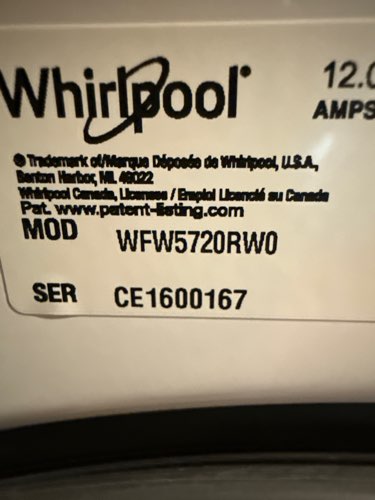 Whirlpool®
12.0
AMPS
® Trademark of/Marque Déposée de Whirlpool, U.S.A.,
Benton Harbor, MI. 49022
Whirlpool Canada, Licensee / Emploi Licencié au Canada
Pat. www.patent-listing.com
MOD WFW5720RW0
SER CE1600167